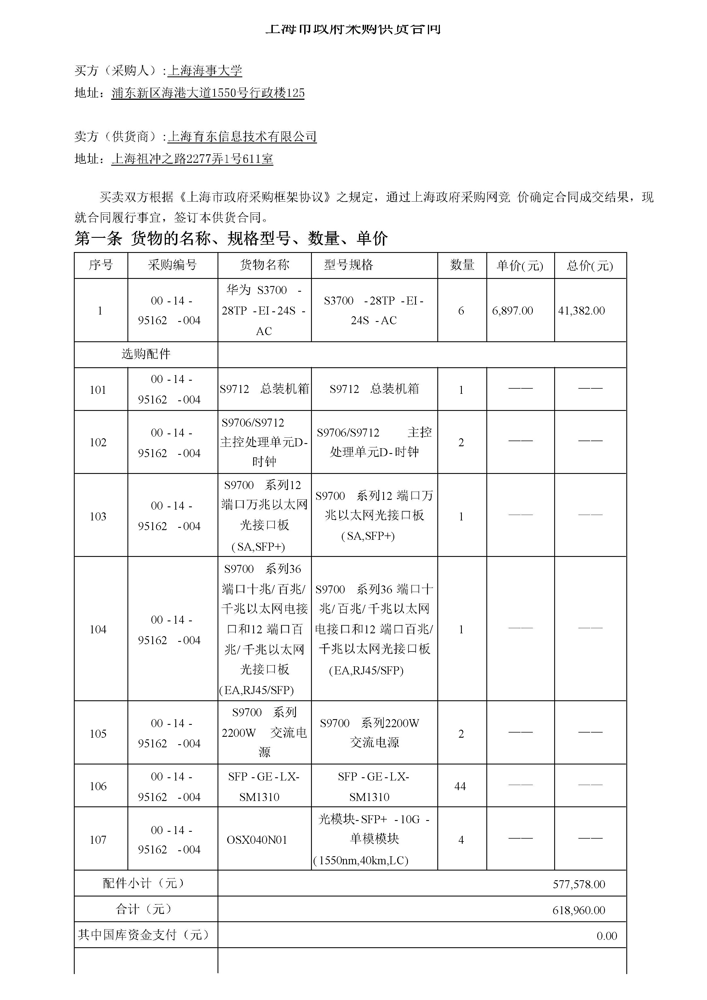 上海市政府采购供货合同
买方（采购人）:上海海事大学
地址：浦东新区海港大道1550号行政楼125
卖方（供货商）:上海育东信息技术有限公司
地址：上海祖冲之路2277弄1号611室
买卖双方根据《上海市政府采购框架协议》之规定，通过上海政府采购网竞 价确定合同成交结果，现
就合同履行事宜，签订本供货合同。
第一条 货物的名称、规格型号、数量、单价
序号 采购编号 货物名称 型号规格 数量 单价(元) 总价(元)
1
00 -14 -
95162 -004
华为 S3700 -
28TP -EI -24S -
AC
S3700 -28TP -EI -
24S -AC
6
6,897.00
41,382.00
选购配件
101
00 -14 -
95162 -004
S9712 总装机箱
S9712 总装机箱
1
——
——
102
00 -14 -
95162 -004
S9706/S9712
主控处理单元D-
时钟
S9706/S9712 主控
处理单元D-时钟
2
——
——
103
00 -14 -
95162 -004
S9700 系列12
端口万兆以太网
光接口板
(SA,SFP+)
S9700 系列12 端口万
兆以太网光接口板
(SA,SFP+)
1
——
——
104
00 -14 -
95162 -004
S9700 系列36
端口十兆/百兆/
千兆以太网电接
口和12 端口百
兆/千兆以太网
光接口板
(EA,RJ45/SFP)
S9700 系列36 端口十
兆/百兆/千兆以太网
电接口和12 端口百兆/
千兆以太网光接口板
(EA,RJ45/SFP)
1
——
——
105
00 -14 -
95162 -004
S9700 系列
2200W 交流电
源
S9700 系列2200W
交流电源
2
——
——
106
00 -14 -
95162 -004
SFP -GE -LX-
SM1310
SFP -GE -LX-
SM1310
44
——
——
107
00 -14 -
95162 -004
OSX040N01
光模块-SFP+ -10G -
单模模块
(1550nm,40km,LC)
4
——
——
配件小计（元） 577,578.00
合计（元） 618,960.00
其中国库资金支付（元） 0.00